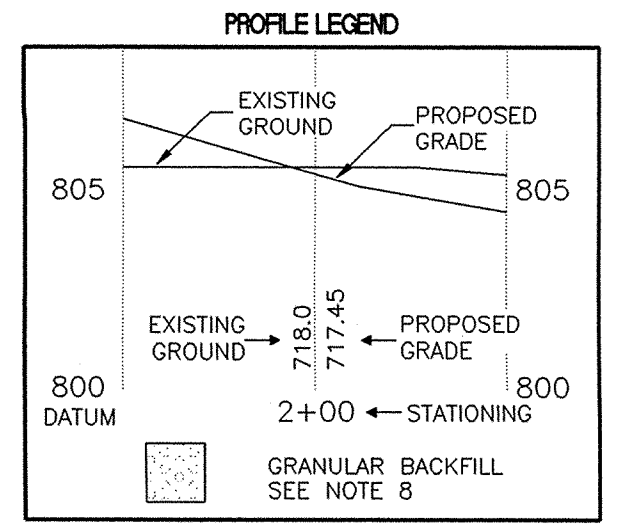 PROFILE LEGEND
EXISTING
GROUND
PROPOSED
GRADE
805
805
EXISTING
GROUND
718.0
717.45
PROPOSED
GRADE
800
800
DATUM
2+00
STATIONING
GRANULAR BACKFILL
SEE NOTE 8